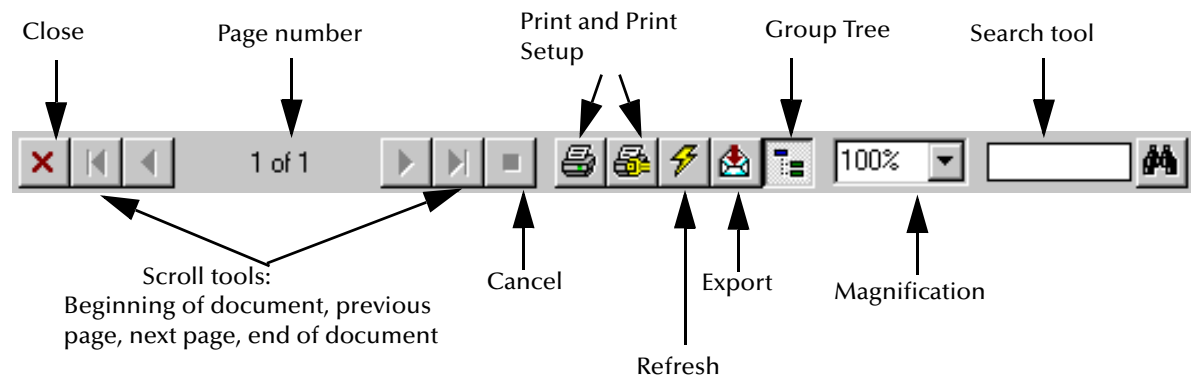 Close
Page number
Print and Print
Setup
Group Tree
Search tool
1 of 1
100%
Scroll tools:
Beginning of document, previous
page, next page, end of document
Cancel
Export
Magnification
Refresh